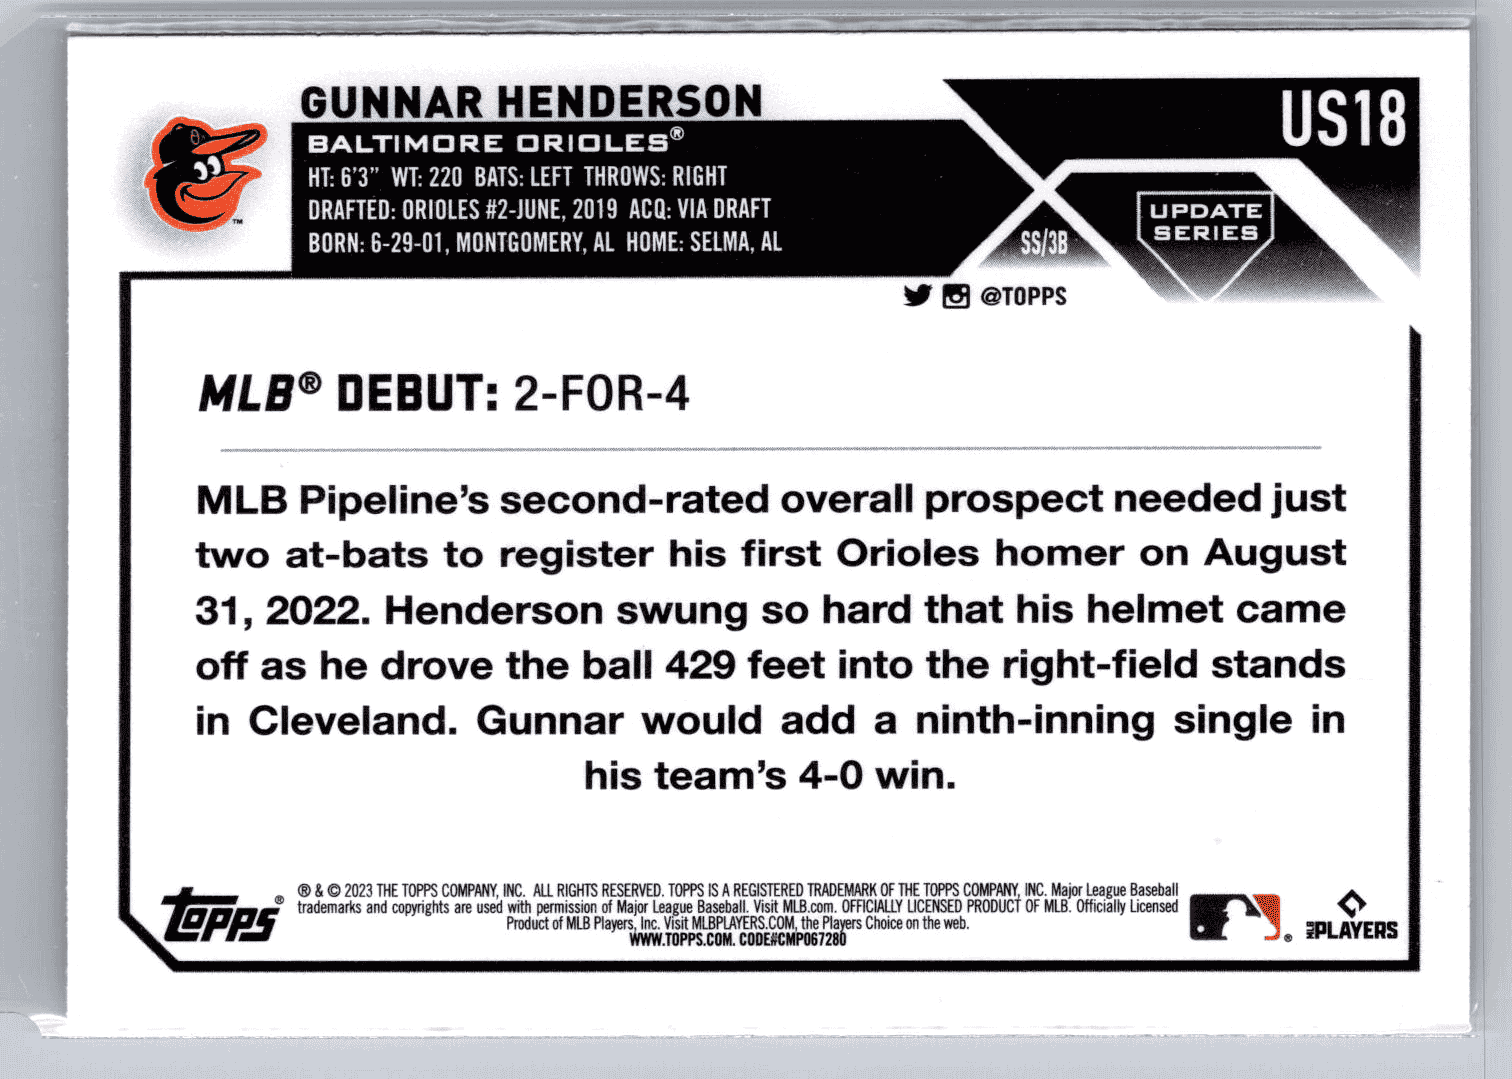 GUNNAR HENDERSON
US18
BALTIMORE ORIOLES®
HT: 6'3" WT: 220 BATS: LEFT THROWS: RIGHT
DRAFTED: ORIOLES #2-JUNE, 2019 ACQ: VIA DRAFT
BORN: 6-29-01, MONTGOMERY, AL HOME: SELMA, AL
SS/3B
UPDATE
SERIES
™
@TOPPS
MLB® DEBUT: 2-FOR-4
MLB Pipeline's second-rated overall prospect needed just
two at-bats to register his first Orioles homer on August
31, 2022. Henderson swung so hard that his helmet came
off as he drove the ball 429 feet into the right-field stands
in Cleveland. Gunnar would add a ninth-inning single in
his team's 4-0 win.
TOPPS®
® & © 2023 THE TOPPS COMPANY, INC. ALL RIGHTS RESERVED. TOPPS IS A REGISTERED TRADEMARK OF THE TOPPS COMPANY, INC. Major League Baseball
trademarks and copyrights are used with permission of Major League Baseball. Visit MLB.com. OFFICIALLY LICENSED PRODUCT OF MLB. Officially Licensed
Product of MLB Players, Inc. Visit MLBPLAYERS.COM, the Players Choice on the web.
WWW.TOPPS.COM. CODE#CMP067280
®
MLB PLAYERS